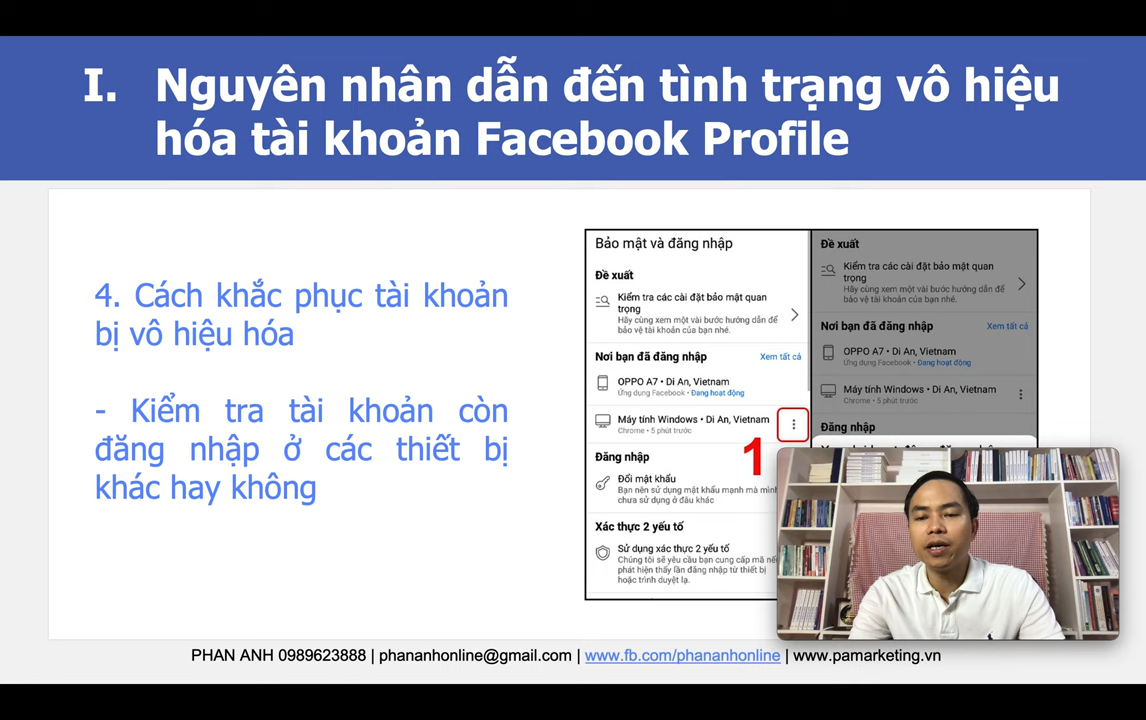 I. Nguyên nhân dẫn đến tình trạng vô hiệu
hóa tài khoản Facebook Profile
4. Cách khắc phục tài khoản
bị vô hiệu hóa
- Kiểm tra tài khoản còn
đăng nhập ở các thiết bị
khác hay không
Bảo mật và đăng nhập
Đề xuất
Kiểm tra các cài đặt bảo mật quan
trọng
Hãy cùng xem một vài bước hướng dẫn để
bảo vệ tài khoản của bạn nhé.
Nơi bạn đã đăng nhập Xem tất cả
OPPO A7 • Di An, Vietnam
Ứng dụng Facebook • Đang hoạt động
Máy tính Windows • Di An, Vietnam
Chrome • 5 phút trước
1
Đăng nhập
Đổi mật khẩu
Bạn nên sử dụng mật khẩu mạnh mà mình
chưa sử dụng ở đâu khác
Xác thực 2 yếu tố
Sử dụng xác thực 2 yếu tố
Chúng tôi sẽ yêu cầu bạn cung cấp mã nếu
phát hiện thấy lần đăng nhập từ thiết bị
hoặc trình duyệt lạ.
Đề xuất
Kiểm tra các cài đặt bảo mật quan
trọng
Hãy cùng xem một vài bước hướng dẫn để
bảo vệ tài khoản của bạn nhé.
Nơi bạn đã đăng nhập Xem tất cả
OPPO A7 • Di An, Vietnam
Ứng dụng Facebook • Đang hoạt động
Máy tính Windows • Di An, Vietnam
Chrome • 5 phút trước
Đăng nhập
PHAN ANH 0989623888 | phananhonline@gmail.com | www.fb.com/phananhonline | www.pamarketing.vn